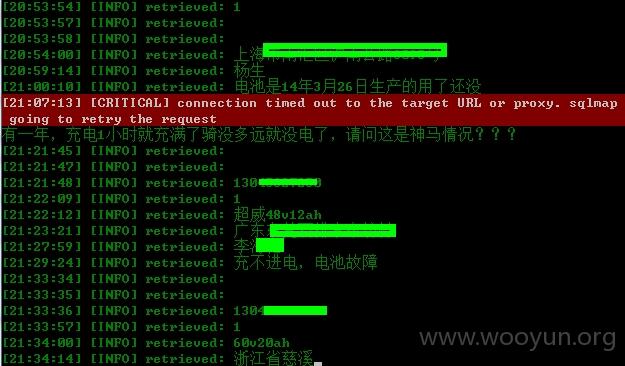 [20:53:54] [INFO] retrieved: 1
[20:53:57] [INFO] retrieved:
[20:53:58] [INFO] retrieved:
[20:54:00] [INFO] retrieved: 上海
[20:59:14] [INFO] retrieved: 杨生
[21:00:10] [INFO] retrieved: 电池是14年3月26日生产的用了还没
[21:07:13] [CRITICAL] connection timed out to the target URL or proxy. sqlmap
going to retry the request
有一年，充电1小时就充满了骑没多远就没电了，请问这是神马情况？？？
[21:21:45] [INFO] retrieved:
[21:21:47] [INFO] retrieved:
[21:21:48] [INFO] retrieved: 130
[21:22:09] [INFO] retrieved: 1
[21:22:12] [INFO] retrieved: 超威48v12ah
[21:23:21] [INFO] retrieved: 广东
[21:27:59] [INFO] retrieved: 李
[21:29:24] [INFO] retrieved: 充不进电，电池故障
[21:33:34] [INFO] retrieved:
[21:33:35] [INFO] retrieved:
[21:33:36] [INFO] retrieved: 1304
[21:33:57] [INFO] retrieved: 1
[21:34:00] [INFO] retrieved: 60v20ah
[21:34:14] [INFO] retrieved: 浙江省慈溪
www.wooyun.org